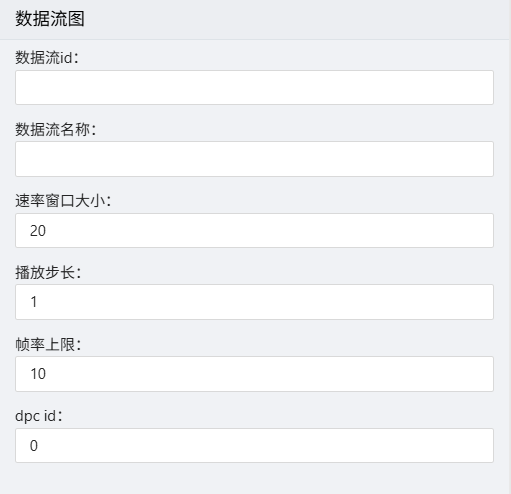 数据流图
数据流id：
数据流名称：
速率窗口大小：
20
播放步长：
1
帧率上限：
10
dpc id：
0